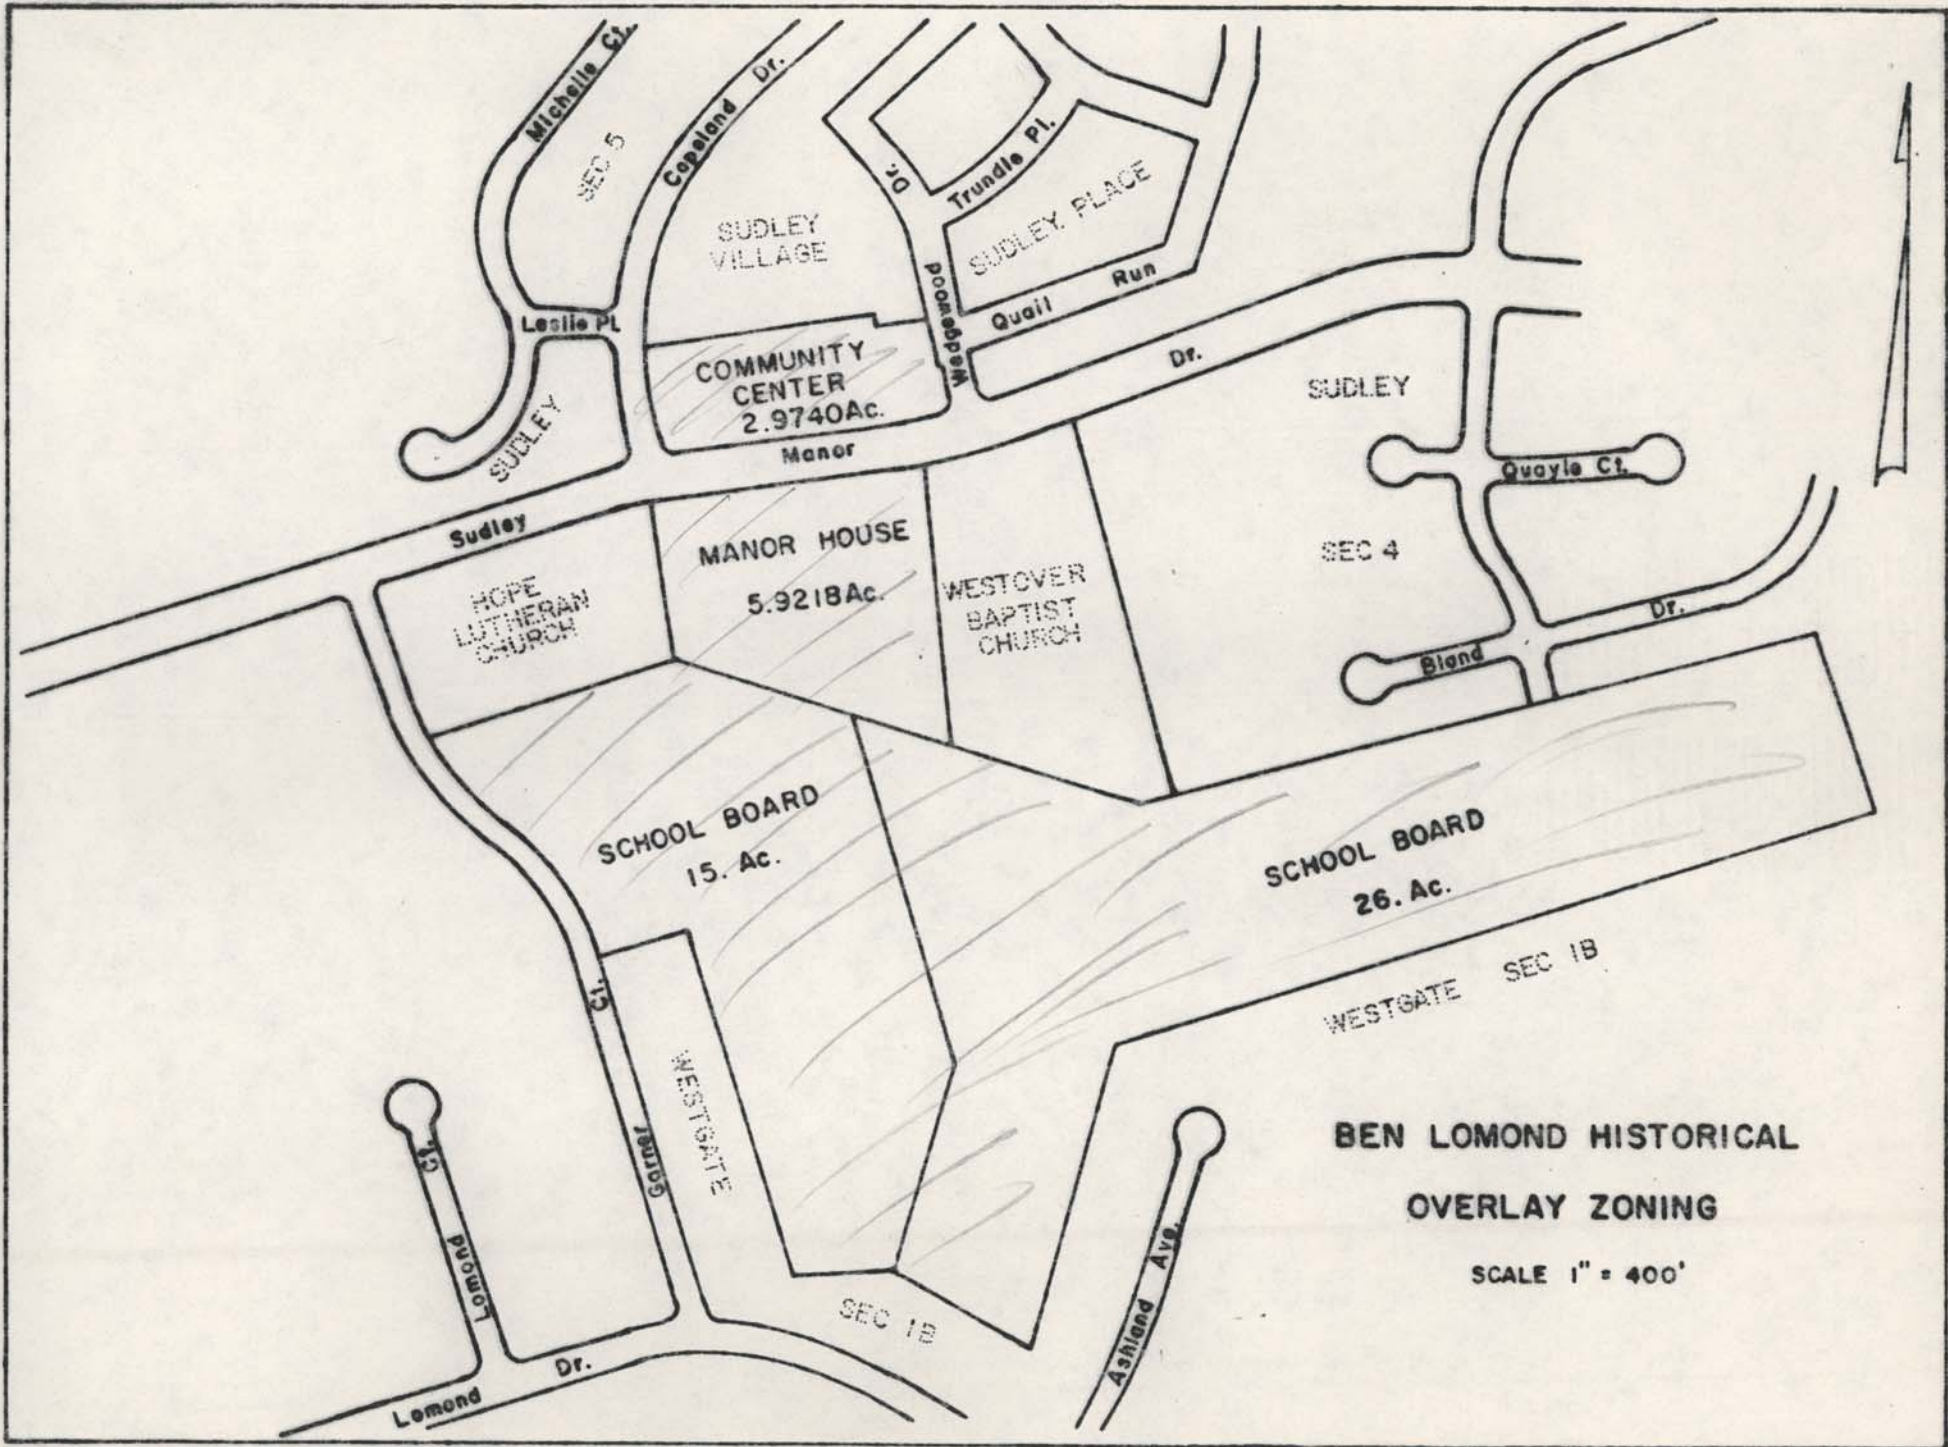 Michelle Ct.
SEC 5
Copeland Dr.
Dr.
Trundle Pl.
SUDLEY
VILLAGE
SUDLEY PLACE
Wedgewood
Quail Run
Leslie Pl.
COMMUNITY
CENTER
2.9740Ac.
Dr.
SUDLEY
SUDLEY
Manor
Quayle Ct.
Sudley
MANOR HOUSE
5.9218Ac.
SEC 4
HOPE
LUTHERAN
CHURCH
WESTOVER
BAPTIST
CHURCH
Dr.
Bland
SCHOOL BOARD
15. Ac.
SCHOOL BOARD
26. Ac.
WESTGATE SEC 1B
Ct.
WESTGATE
Garner
Ct.
Lomond
BEN LOMOND HISTORICAL
OVERLAY ZONING
SCALE 1" = 400'
SEC 1B
Ashland Ave.
Dr.
Lomond